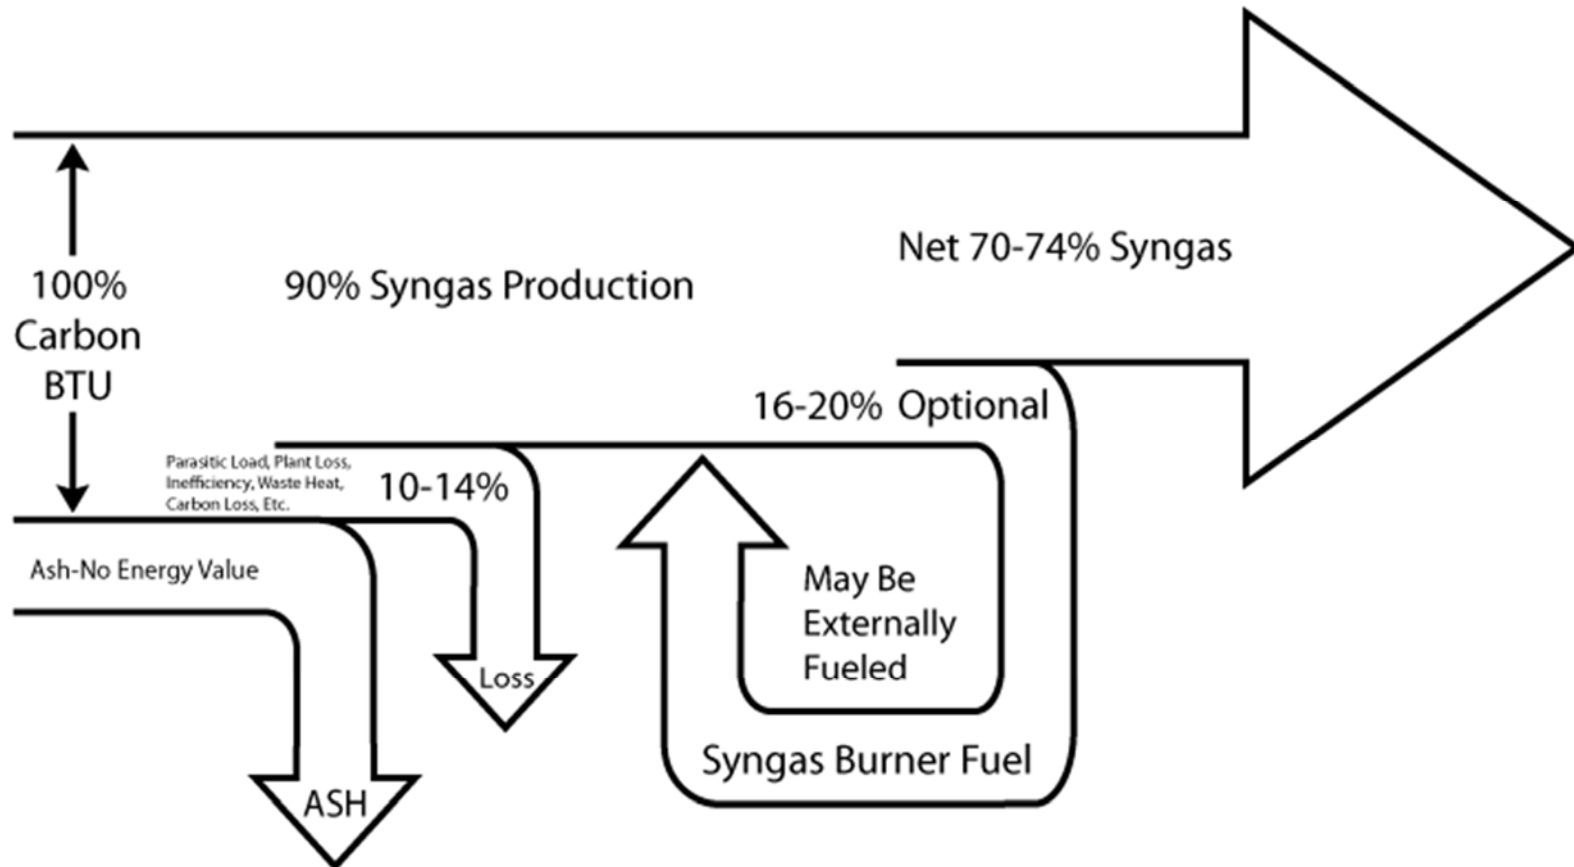 100%
Carbon
BTU
90% Syngas Production
Net 70-74% Syngas
16-20% Optional
Parasitic Load, Plant Loss,
Inefficiency, Waste Heat,
Carbon Loss, Etc.
10-14%
Ash-No Energy Value
Loss
ASH
May Be
Externally
Fueled
Syngas Burner Fuel